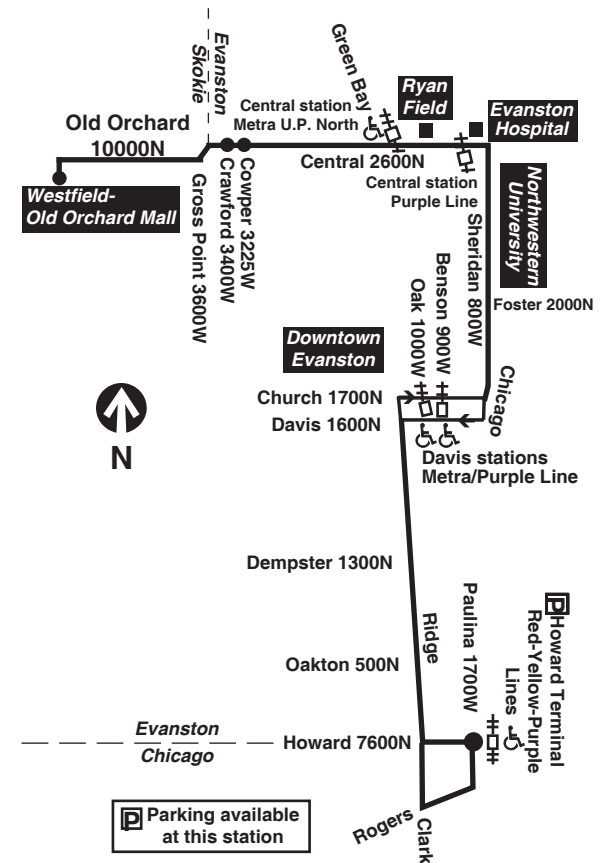 Evanston
Skokie
Green Bay
Ryan
Field
Evanston
Hospital
Central station
Metra U.P. North
Old Orchard
10000N
Central 2600N
Central station
Purple Line
Westfield-
Old Orchard Mall
Gross Point 3600W
Crawford 3400W
Cowper 3225W
Sheridan 800W
Northwestern
University
Foster 2000N
Benson 900W
Oak 1000W
Downtown
Evanston
Church 1700N
Davis 1600N
Chicago
Davis stations
Metra/Purple Line
N
Dempster 1300N
Ridge
Paulina 1700W
P Howard Terminal
Red-Yellow-Purple
Lines
Oakton 500N
Evanston
Chicago
Howard 7600N
P Parking available
at this station
Rogers
Clark